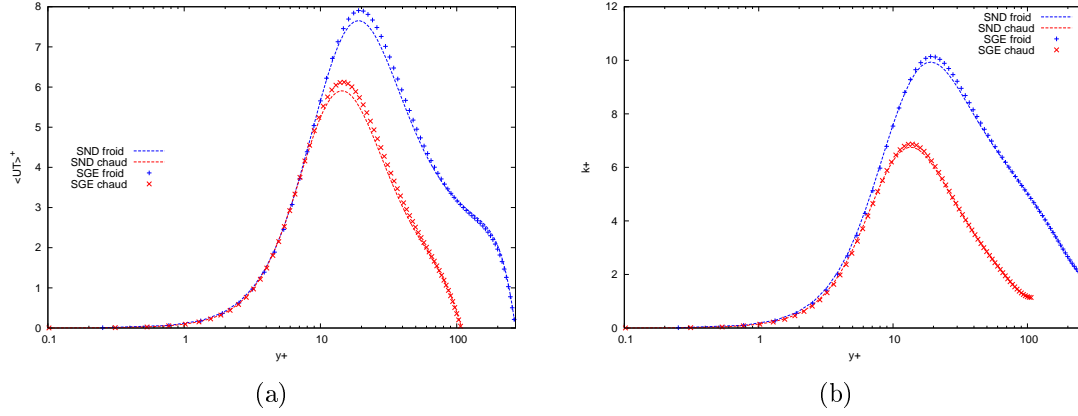 8
7
6
5
4
3
2
1
0
0.1 1 10 100
<UT>+
y+
SND froid
SND chaud
SGE froid
SGE chaud
(a)
12
10
8
6
4
2
0
0.1 1 10 100
k+
y+
SND froid
SND chaud
SGE froid
SGE chaud
(b)